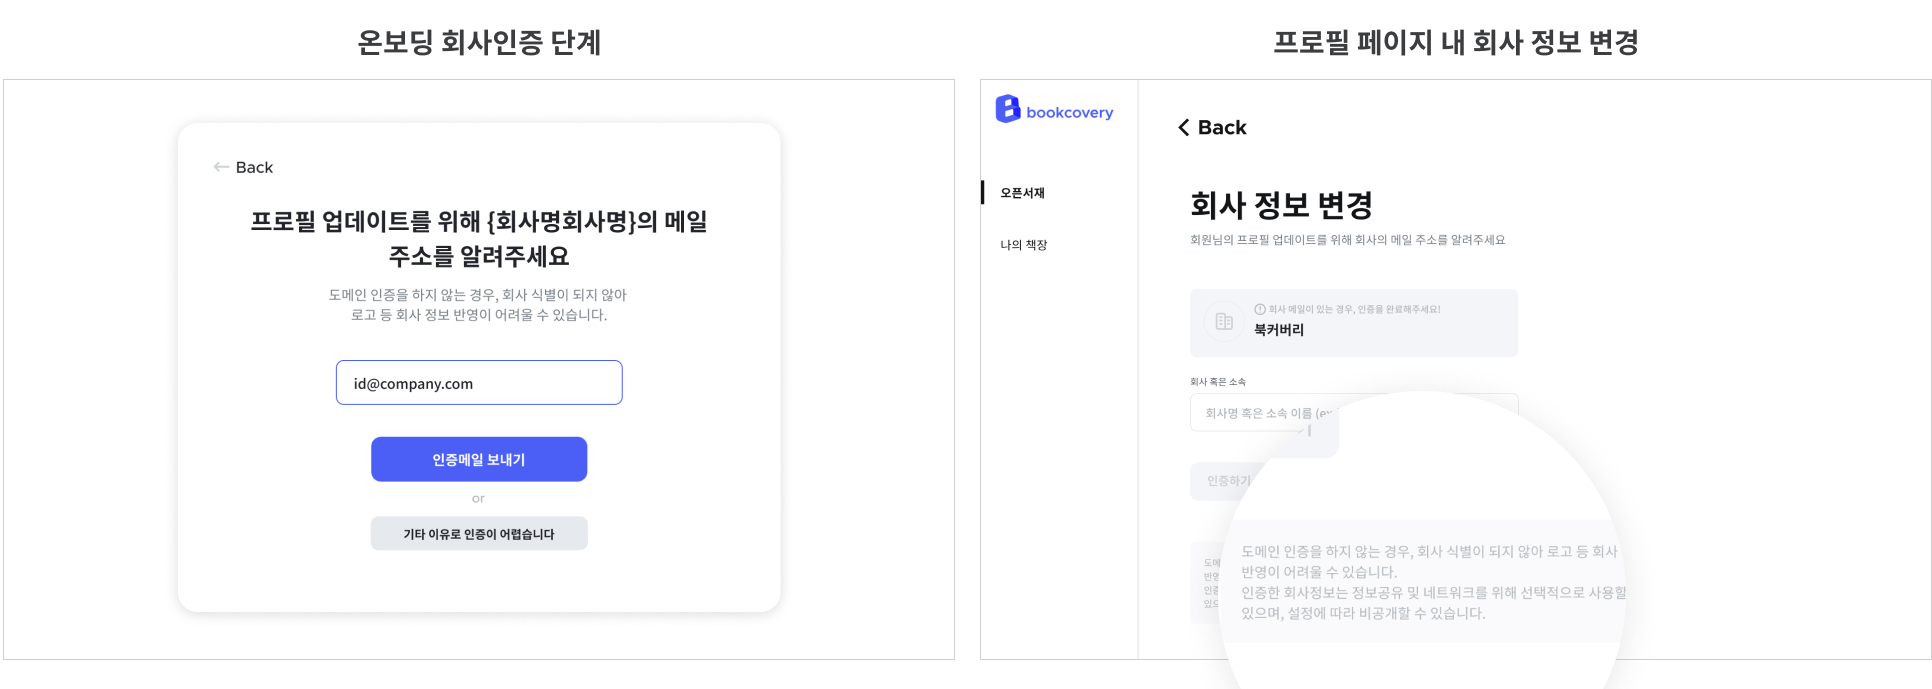 온보딩 회사인증 단계
Back
프로필 업데이트를 위해 {회사명회사명}의 메일
주소를 알려주세요
도메인 인증을 하지 않는 경우, 회사 식별이 되지 않아
로고 등 회사 정보 반영이 어려울 수 있습니다.
id@company.com
인증메일 보내기
or
기타 이유로 인증이 어렵습니다
프로필 페이지 내 회사 정보 변경
bookcovery
오픈서재
나의 책장
Back
회사 정보 변경
회원님의 프로필 업데이트를 위해 회사의 메일 주소를 알려주세요
회사 메일이 있는 경우, 인증을 완료해주세요!
북커버리
회사 혹은 소속
회사명 혹은 소속 이름 (ex
인증하기
도메
반영
인증
있으
도메인 인증을 하지 않는 경우, 회사 식별이 되지 않아 로고 등 회사
반영이 어려울 수 있습니다.
인증한 회사정보는 정보공유 및 네트워크를 위해 선택적으로 사용할
있으며, 설정에 따라 비공개할 수 있습니다.